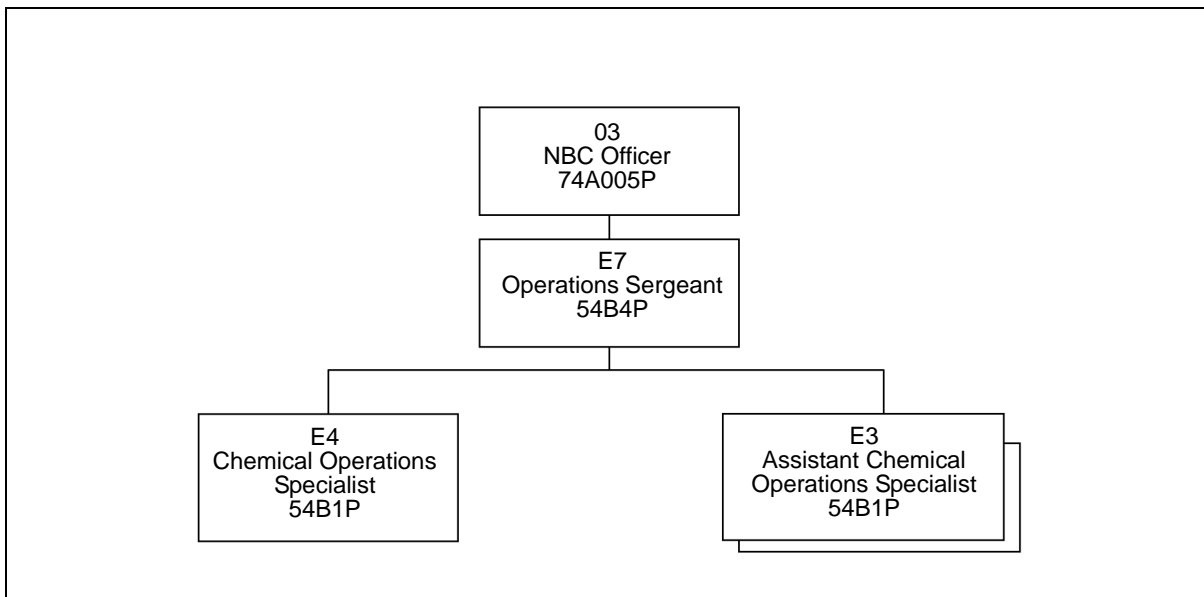 03
NBC Officer
74A005P
E7
Operations Sergeant
54B4P
E4
Chemical Operations
Specialist
54B1P
E3
Assistant Chemical
Operations Specialist
54B1P